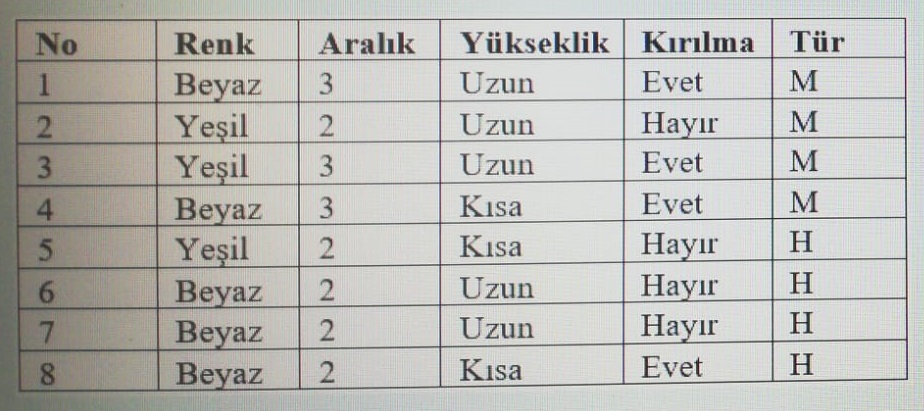 No Renk Aralık Yükseklik Kırılma Tür
1 Beyaz 3 Uzun Evet M
2 Yeşil 2 Uzun Hayır M
3 Yeşil 3 Uzun Evet M
4 Beyaz 3 Kısa Evet M
5 Yeşil 2 Kısa Hayır H
6 Beyaz 2 Uzun Hayır H
7 Beyaz 2 Uzun Hayır H
8 Beyaz 2 Kısa Evet H